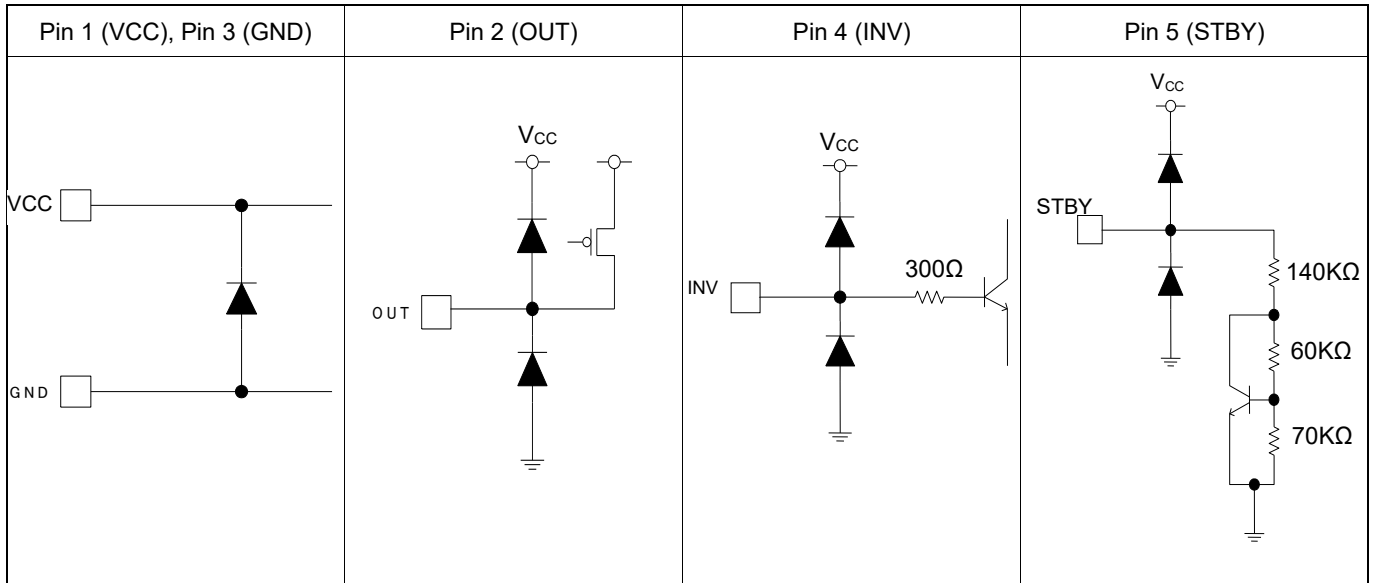 Pin 1 (VCC), Pin 3 (GND)
Pin 2 (OUT)
Pin 4 (INV)
Pin 5 (STBY)
VCC
GND
VCC
OUT
VCC
INV
300Ω
VCC
STBY
140KΩ
60KΩ
70KΩ